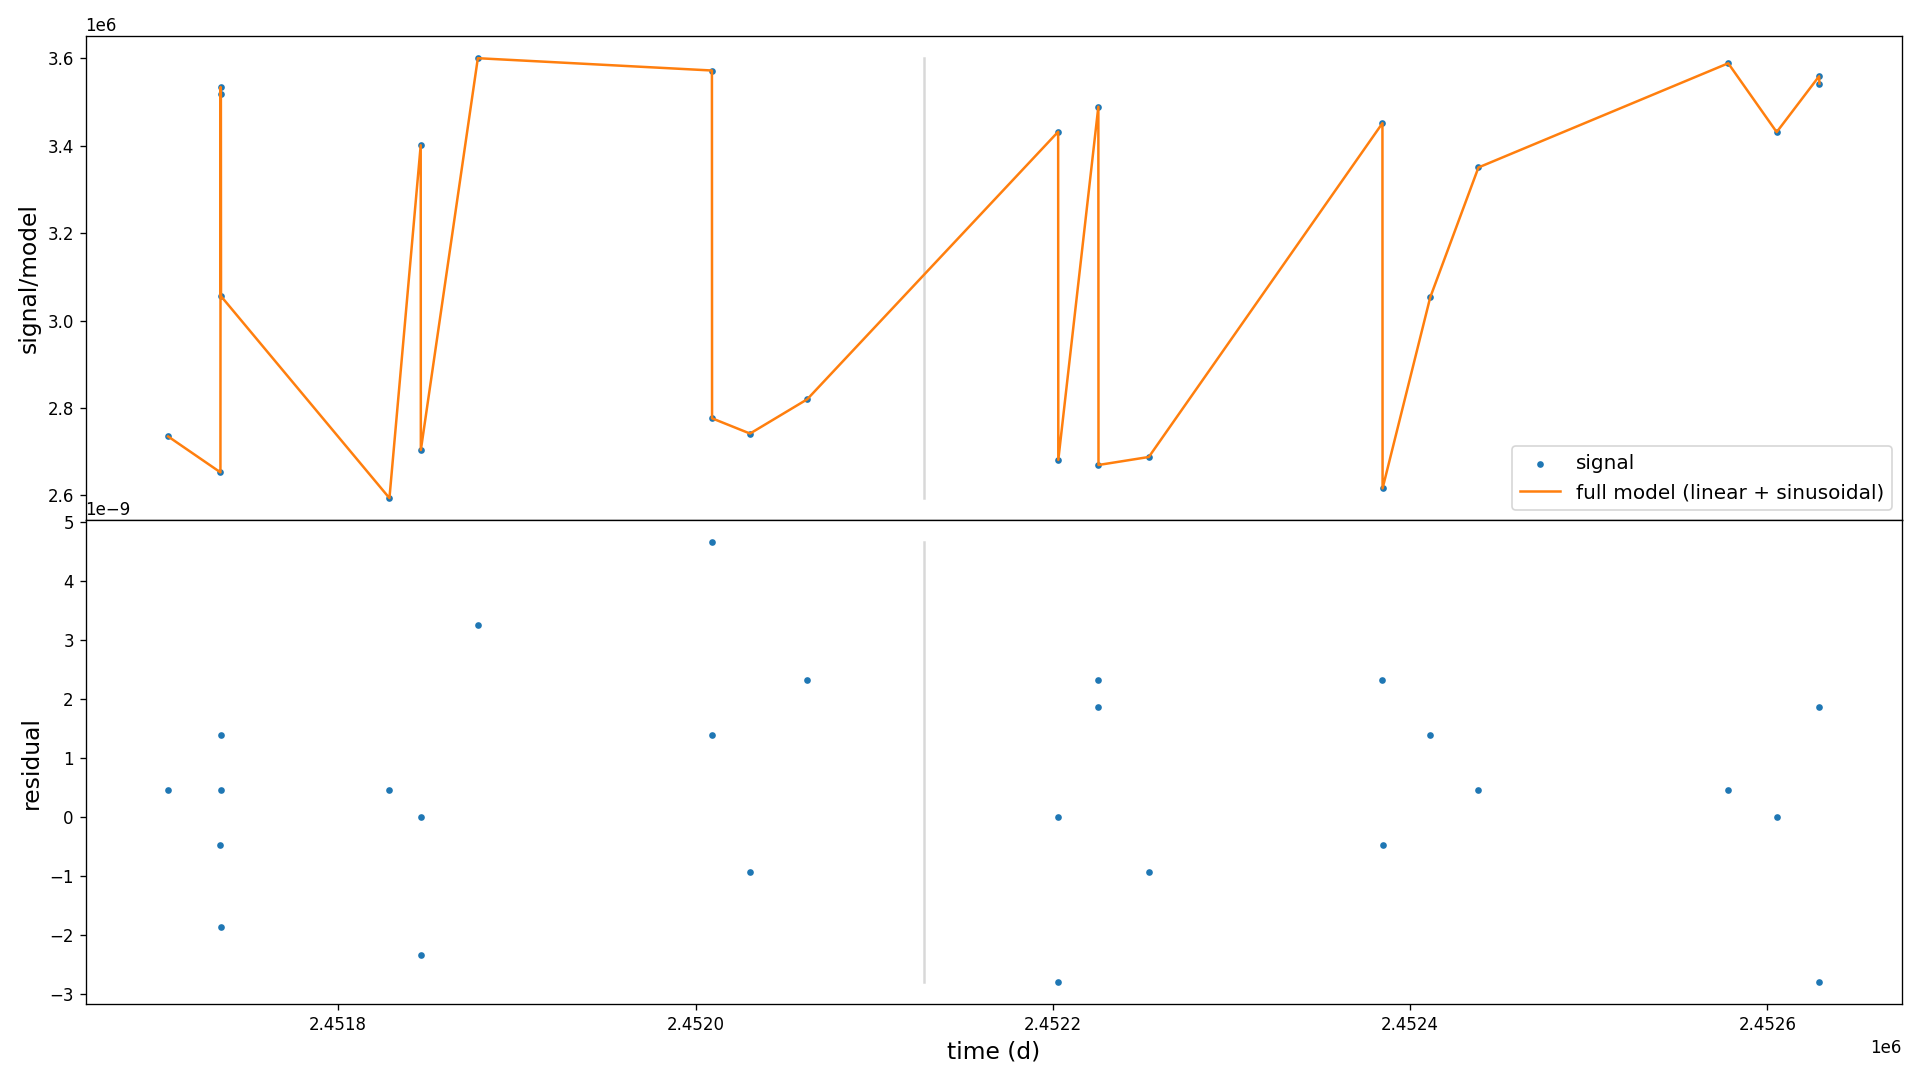 1e6
signal/model
3.6
3.4
3.2
3.0
2.8
2.6
signal
full model (linear + sinusoidal)
1e−9
residual
5
4
3
2
1
0
−1
−2
−3
2.4518 2.4520 2.4522 2.4524 2.4526
time (d)
1e6